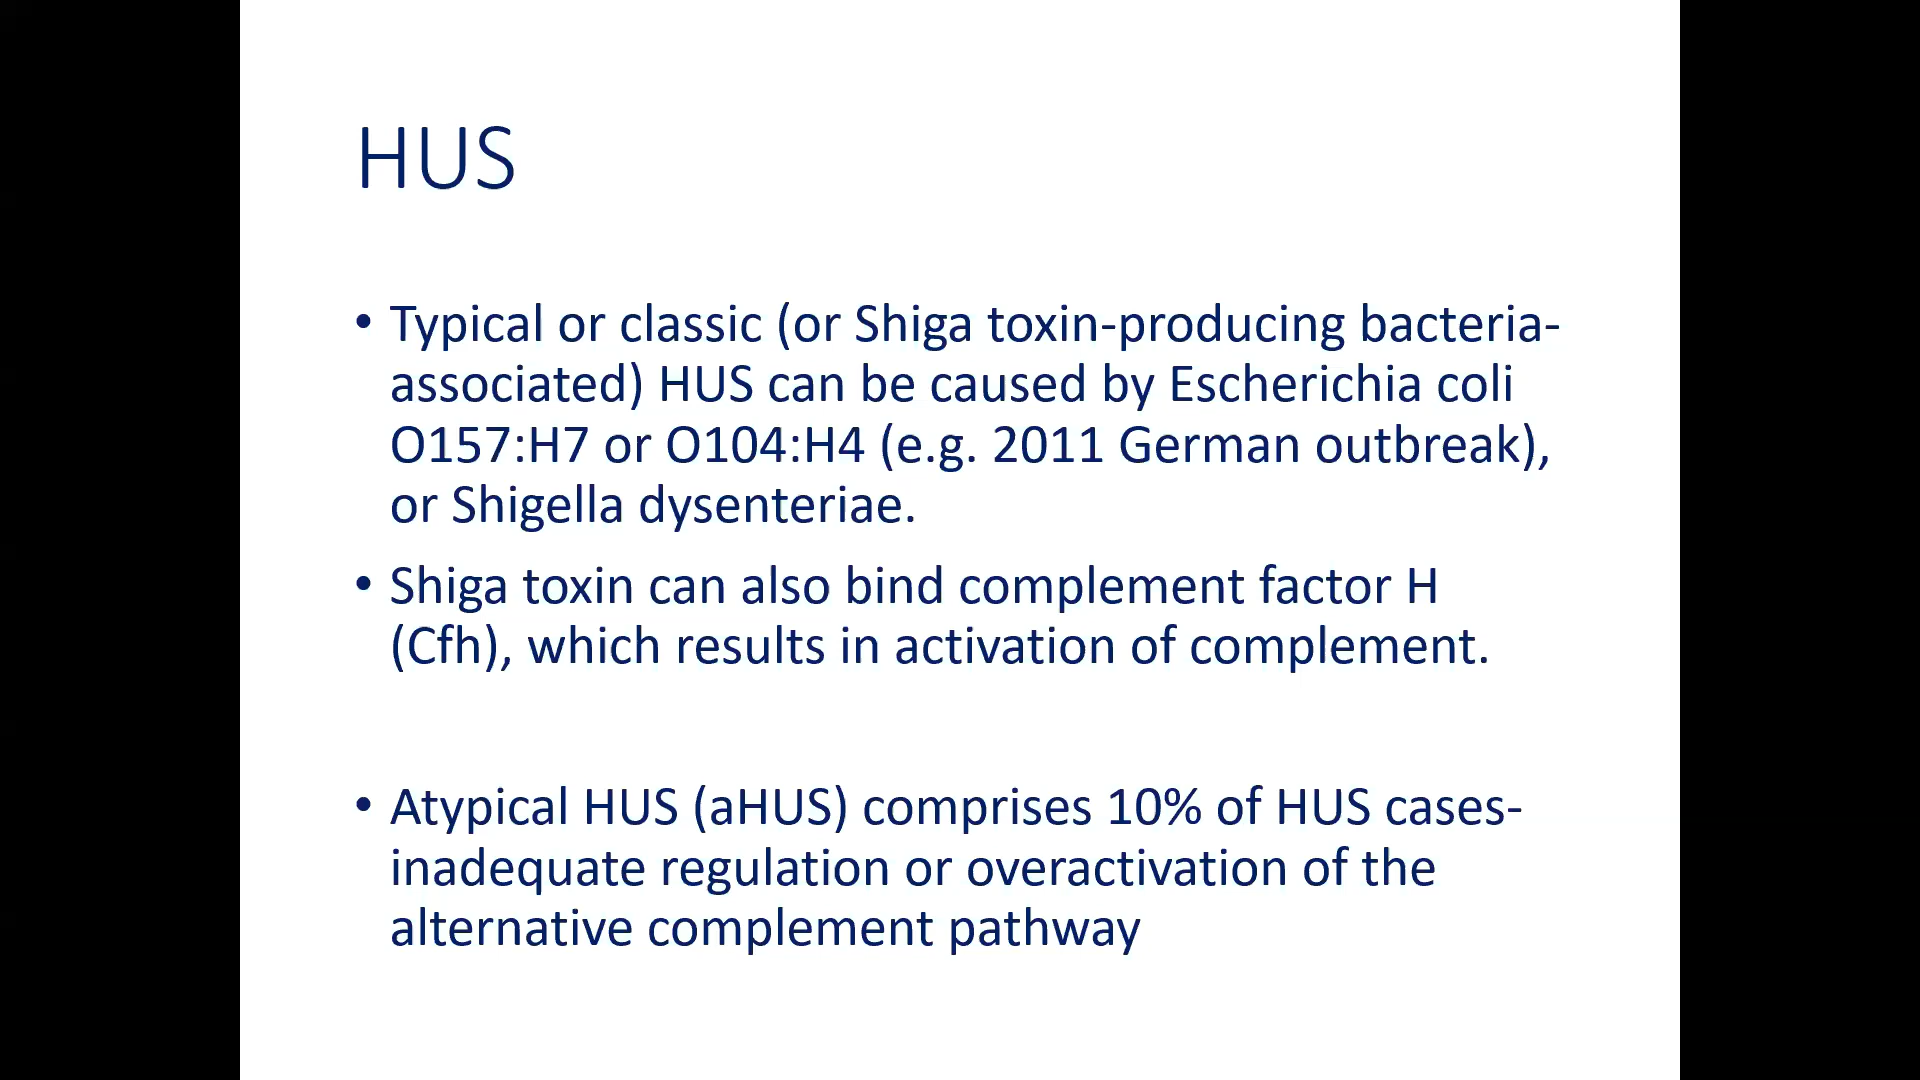 HUS
• Typical or classic (or Shiga toxin-producing bacteria-
associated) HUS can be caused by Escherichia coli
O157:H7 or O104:H4 (e.g. 2011 German outbreak),
or Shigella dysenteriae.
• Shiga toxin can also bind complement factor H
(Cfh), which results in activation of complement.
• Atypical HUS (aHUS) comprises 10% of HUS cases-
inadequate regulation or overactivation of the
alternative complement pathway